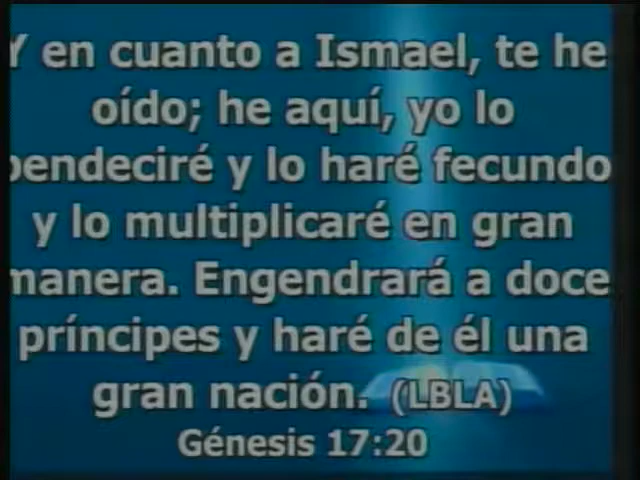 Y en cuanto a Ismael, te he
oído; he aquí, yo lo
bendeciré y lo haré fecundo
y lo multiplicaré en gran
manera. Engendrará a doce
príncipes y haré de él una
gran nación. (LBLA)
Génesis 17:20